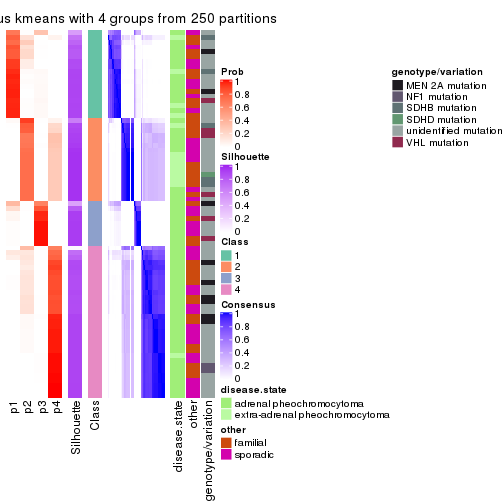 us kmeans with 4 groups from 250 partitions
Prob
1
0.8
0.6
0.4
0.2
0
Silhouette
1
0.8
0.6
0.4
0.2
0
Class
1
2
3
4
Consensus
1
0.8
0.6
0.4
0.2
0
disease.state
adrenal pheochromocytoma
extra-adrenal pheochromocytoma
other
familial
sporadic
genotype/variation
MEN 2A mutation
NF1 mutation
SDHB mutation
SDHD mutation
unidentified mutation
VHL mutation
p1
p2
p3
p4
Silhouette
Class
disease.state
other
genotype/variation